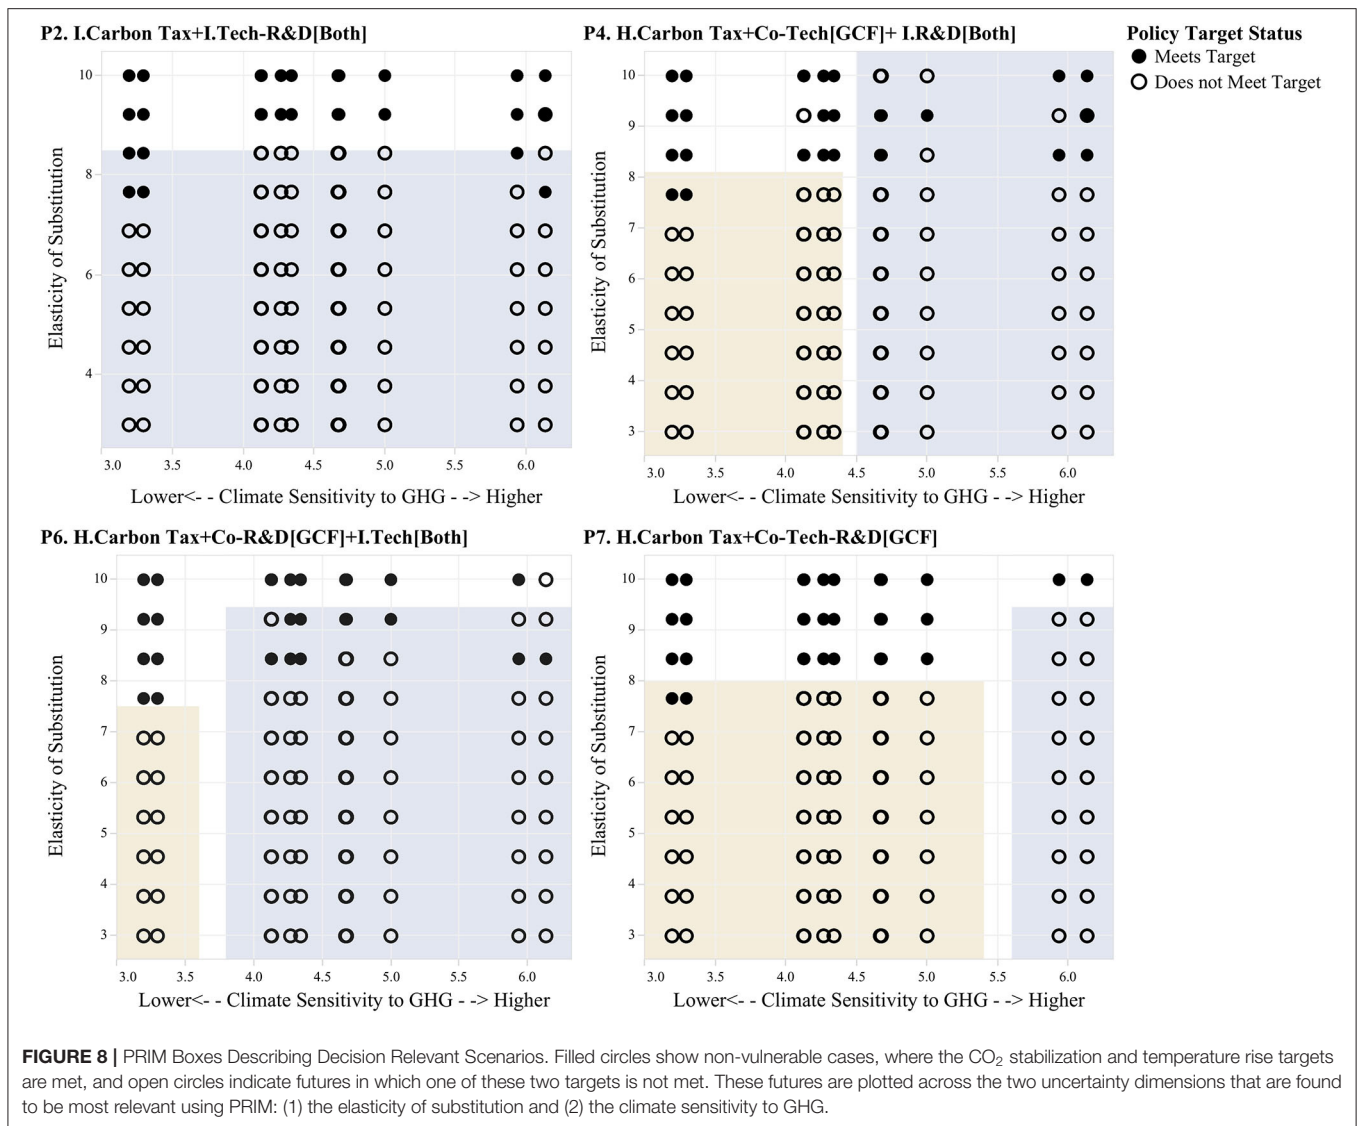 P2. I.Carbon Tax+I.Tech-R&D[Both]
10
8
6
4
Elasticity of Substitution
3.0 3.5 4.0 4.5 5.0 5.5 6.0
Lower<- - Climate Sensitivity to GHG - -> Higher
P4. H.Carbon Tax+Co-Tech[GCF]+ I.R&D[Both]
10
9
8
7
6
5
4
3
Elasticity of Substitution
3.0 3.5 4.0 4.5 5.0 5.5 6.0
Lower<- - Climate Sensitivity to GHG - -> Higher
Policy Target Status
Meets Target
Does not Meet Target
P6. H.Carbon Tax+Co-R&D[GCF]+I.Tech[Both]
10
9
8
7
6
5
4
3
Elasticity of Substitution
3.0 3.5 4.0 4.5 5.0 5.5 6.0
Lower<- - Climate Sensitivity to GHG - -> Higher
P7. H.Carbon Tax+Co-Tech-R&D[GCF]
10
9
8
7
6
5
4
3
Elasticity of Substitution
3.0 3.5 4.0 4.5 5.0 5.5 6.0
Lower<- - Climate Sensitivity to GHG - -> Higher
FIGURE 8 | PRIM Boxes Describing Decision Relevant Scenarios. Filled circles show non-vulnerable cases, where the CO₂ stabilization and temperature rise targets
are met, and open circles indicate futures in which one of these two targets is not met. These futures are plotted across the two uncertainty dimensions that are found
to be most relevant using PRIM: (1) the elasticity of substitution and (2) the climate sensitivity to GHG.